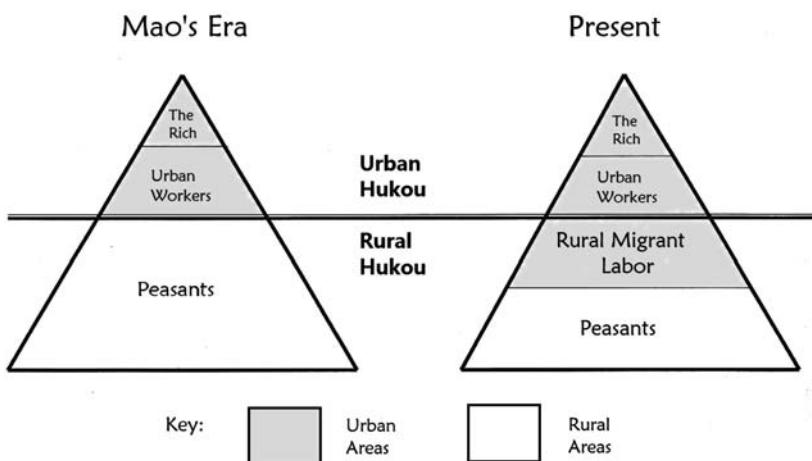 Mao's Era
Present
The
Rich
Urban
Workers
Urban
Hukou
The
Rich
Urban
Workers
Peasants
Rural
Hukou
Rural Migrant
Labor
Peasants
Key:
Urban
Areas
Rural
Areas